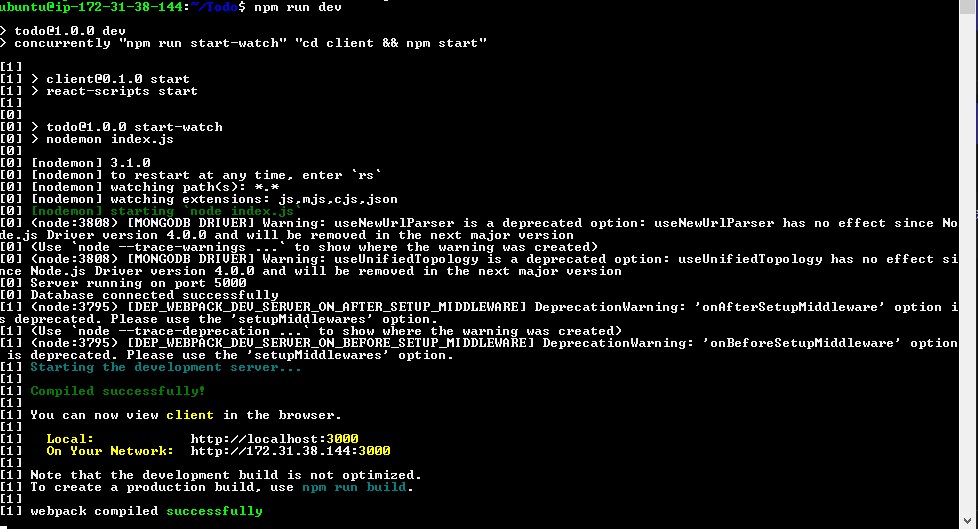 ubuntu@ip-172-31-38-144:~/Todo$ npm run dev
> todo@1.0.0 dev
> concurrently "npm run start-watch" "cd client && npm start"
[1]
[1] > client@0.1.0 start
[1] > react-scripts start
[1]
[0]
[0] > todo@1.0.0 start-watch
[0] > nodemon index.js
[0]
[0] [nodemon] 3.1.0
[0] [nodemon] to restart at any time, enter `rs`
[0] [nodemon] watching path(s): *.*
[0] [nodemon] watching extensions: js,mjs,cjs,json
[0] [nodemon] starting `node index.js`
[0] (node:3808) [MONGODB DRIVER] Warning: useNewUrlParser is a deprecated option: useNewUrlParser has no effect since No
de.js Driver version 4.0.0 and will be removed in the next major version
[0] (Use `node --trace-warnings ...` to show where the warning was created)
[0] (node:3808) [MONGODB DRIVER] Warning: useUnifiedTopology is a deprecated option: useUnifiedTopology has no effect si
nce Node.js Driver version 4.0.0 and will be removed in the next major version
[0] Server running on port 5000
[0] Database connected successfully
[1] (node:3795) [DEP_WEBPACK_DEV_SERVER_ON_AFTER_SETUP_MIDDLEWARE] DeprecationWarning: 'onAfterSetupMiddleware' option i
s deprecated. Please use the 'setupMiddlewares' option.
[1] (Use `node --trace-deprecation ...` to show where the warning was created)
[1] (node:3795) [DEP_WEBPACK_DEV_SERVER_ON_BEFORE_SETUP_MIDDLEWARE] DeprecationWarning: 'onBeforeSetupMiddleware' option
 is deprecated. Please use the 'setupMiddlewares' option.
[1] Starting the development server...
[1]
[1] Compiled successfully!
[1]
[1] You can now view client in the browser.
[1]
[1]   Local:            http://localhost:3000
[1]   On Your Network:  http://172.31.38.144:3000
[1]
[1] Note that the development build is not optimized.
[1] To create a production build, use npm run build.
[1]
[1] webpack compiled successfully